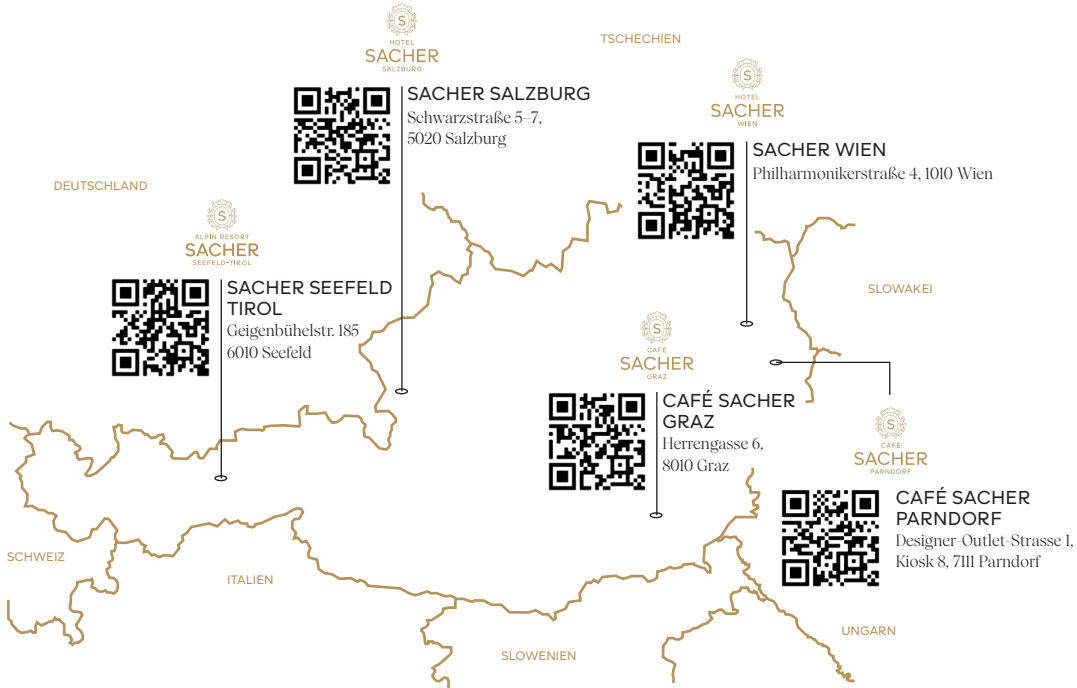 S
HOTEL
SACHER
SALZBURG
TSCHECHIEN
S
HOTEL
SACHER
WIEN
SACHER SALZBURG
Schwarzstraße 5–7,
5020 Salzburg
SACHER WIEN
Philharmonikerstraße 4, 1010 Wien
DEUTSCHLAND
S
ALPIN RESORT
SACHER
SEEFELD-TIROL
SACHER SEEFELD
TIROL
Geigenbühelstr. 185
6010 Seefeld
SLOWAKEI
S
CAFÉ
SACHER
GRAZ
CAFÉ SACHER
GRAZ
Herrengasse 6,
8010 Graz
S
CAFÉ
SACHER
PARNDORF
CAFÉ SACHER
PARNDORF
Designer-Outlet-Strasse 1,
Kiosk 8, 7111 Parndorf
SCHWEIZ
ITALIEN
SLOWENIEN
UNGARN